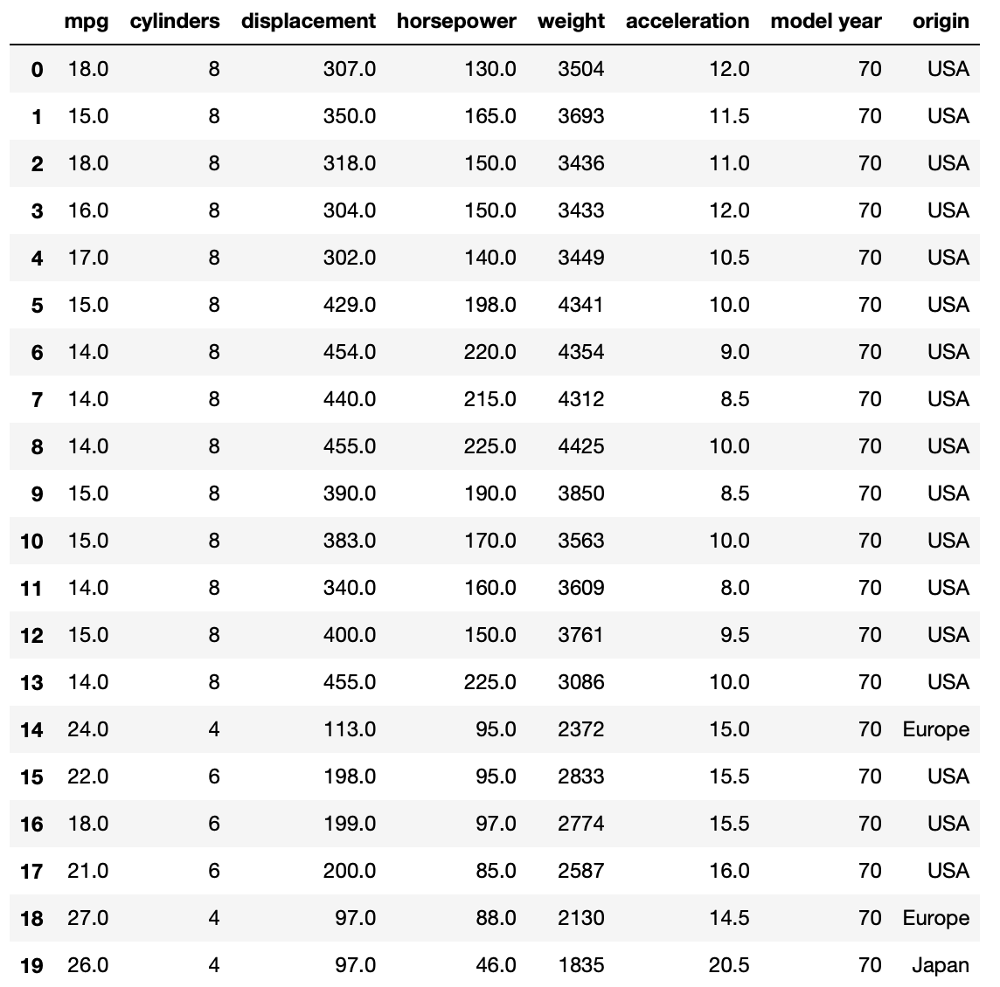 mpg cylinders displacement horsepower weight acceleration model year origin
0 18.0 8 307.0 130.0 3504 12.0 70 USA
1 15.0 8 350.0 165.0 3693 11.5 70 USA
2 18.0 8 318.0 150.0 3436 11.0 70 USA
3 16.0 8 304.0 150.0 3433 12.0 70 USA
4 17.0 8 302.0 140.0 3449 10.5 70 USA
5 15.0 8 429.0 198.0 4341 10.0 70 USA
6 14.0 8 454.0 220.0 4354 9.0 70 USA
7 14.0 8 440.0 215.0 4312 8.5 70 USA
8 14.0 8 455.0 225.0 4425 10.0 70 USA
9 15.0 8 390.0 190.0 3850 8.5 70 USA
10 15.0 8 383.0 170.0 3563 10.0 70 USA
11 14.0 8 340.0 160.0 3609 8.0 70 USA
12 15.0 8 400.0 150.0 3761 9.5 70 USA
13 14.0 8 455.0 225.0 3086 10.0 70 USA
14 24.0 4 113.0 95.0 2372 15.0 70 Europe
15 22.0 6 198.0 95.0 2833 15.5 70 USA
16 18.0 6 199.0 97.0 2774 15.5 70 USA
17 21.0 6 200.0 85.0 2587 16.0 70 USA
18 27.0 4 97.0 88.0 2130 14.5 70 Europe
19 26.0 4 97.0 46.0 1835 20.5 70 Japan